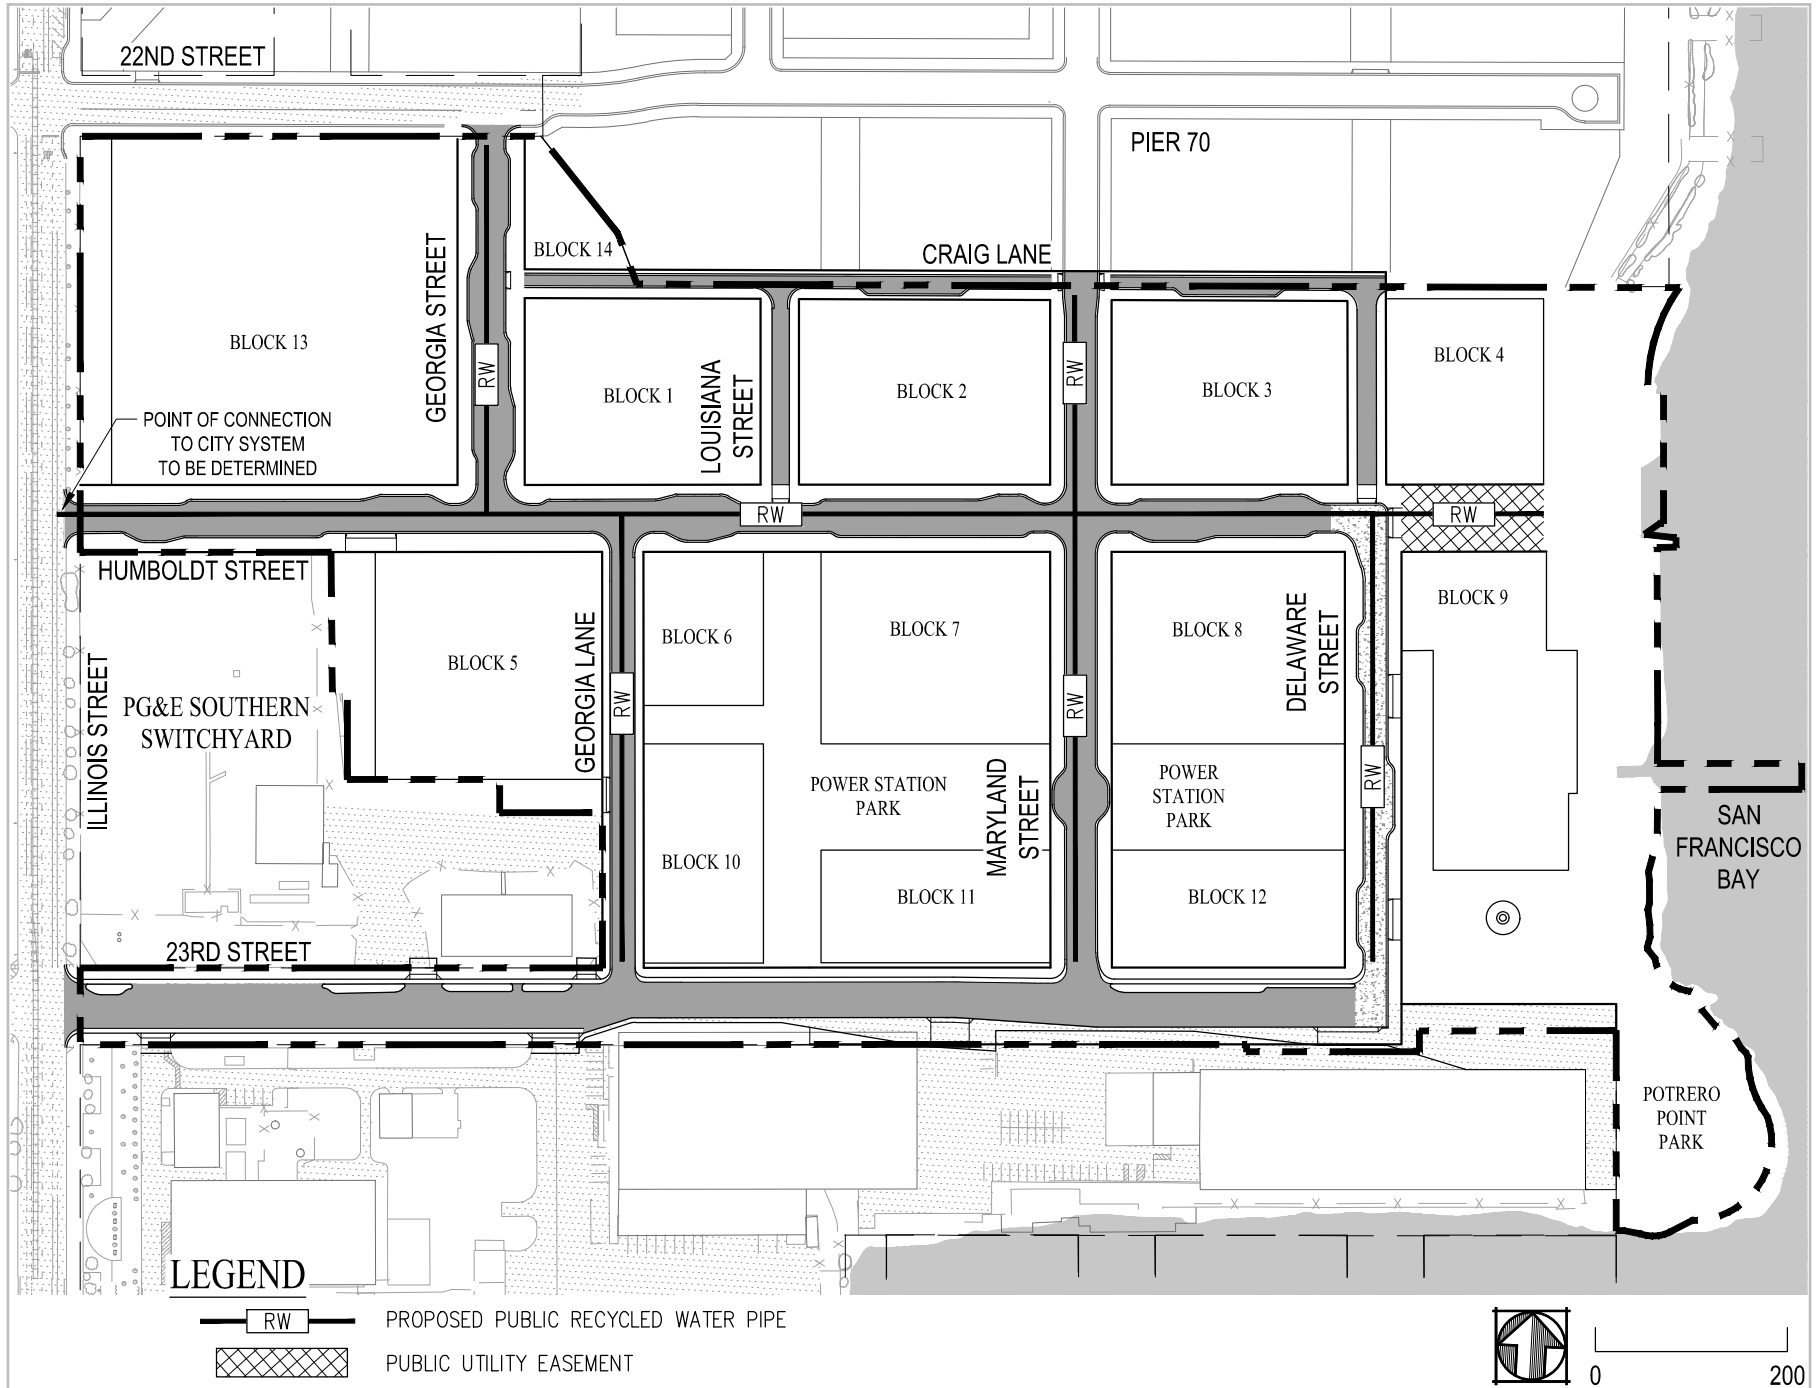 22ND STREET
PIER 70
BLOCK 14
CRAIG LANE
GEORGIA STREET
BLOCK 13
RW
BLOCK 1
LOUISIANA
STREET
BLOCK 2
RW
BLOCK 3
BLOCK 4
POINT OF CONNECTION
TO CITY SYSTEM
TO BE DETERMINED
RW
RW
HUMBOLDT STREET
ILLINOIS STREET
PG&E SOUTHERN
SWITCHYARD
BLOCK 5
GEORGIA LANE
RW
BLOCK 6
BLOCK 7
RW
BLOCK 8
DELAWARE
STREET
BLOCK 9
RW
POWER STATION
PARK
MARYLAND
STREET
POWER
STATION
PARK
SAN
FRANCISCO
BAY
BLOCK 10
BLOCK 11
BLOCK 12
23RD STREET
POTRERO
POINT
PARK
LEGEND
RW PROPOSED PUBLIC RECYCLED WATER PIPE
PUBLIC UTILITY EASEMENT
0 200